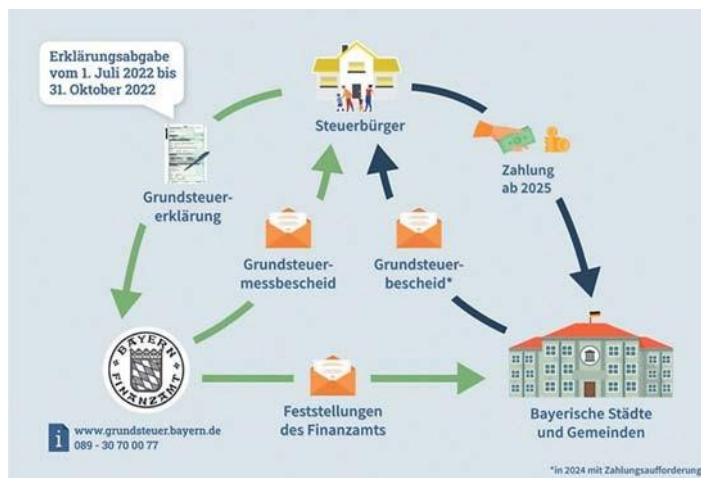 Erklärungsabgabe
vom 1. Juli 2022 bis
31. Oktober 2022
Steuerbürger
Zahlung
ab 2025
Grundsteuer-
erklärung
Grundsteuer-
messbescheid
Grundsteuer-
bescheid*
BAYERN
FINANZAMT
Feststellungen
des Finanzamts
Bayerische Städte
und Gemeinden
i www.grundsteuer.bayern.de
089 - 30 70 00 77
*in 2024 mit Zahlungsaufforderung